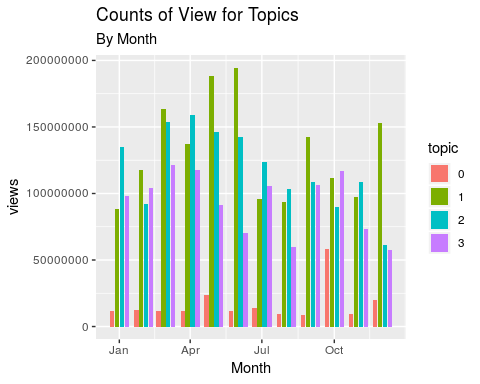 Counts of View for Topics
By Month
200000000
150000000
100000000
50000000
0
views
Jan Apr Jul Oct
Month
topic
0
1
2
3